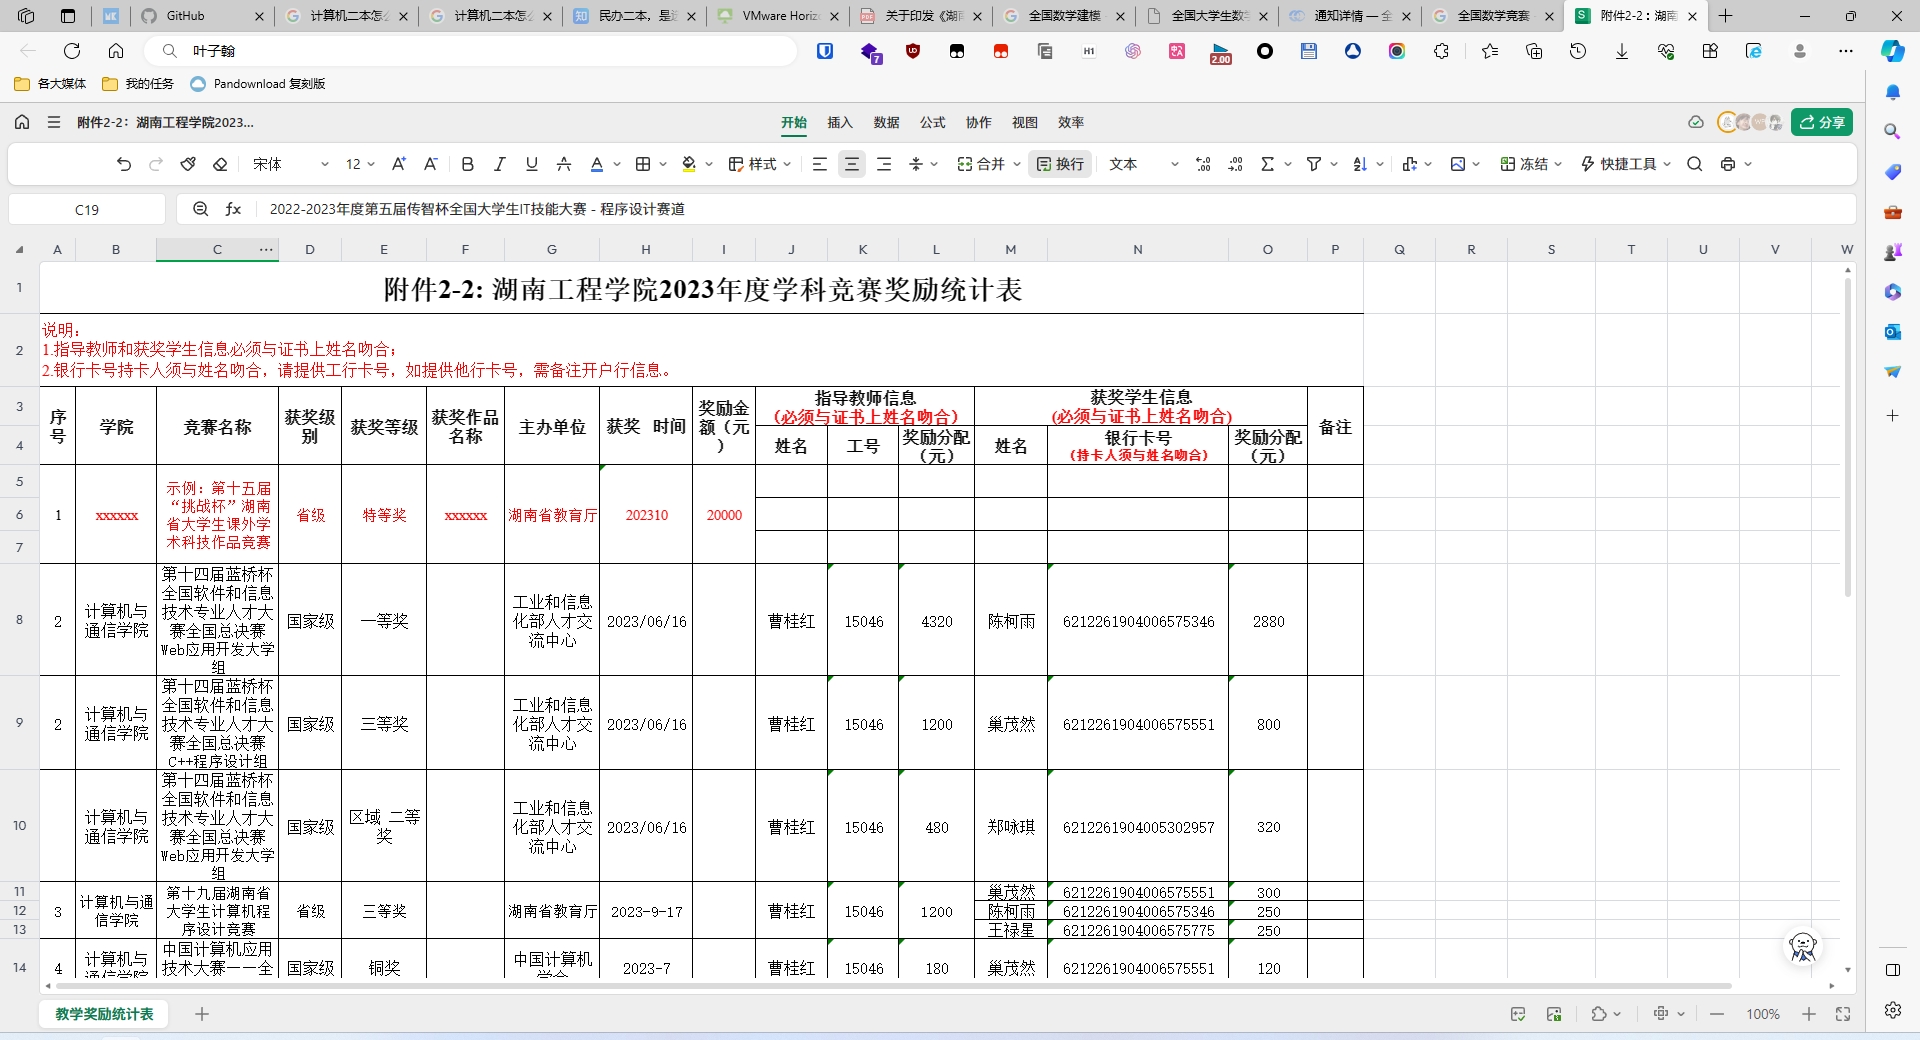 GitHub
计算机二本怎么
计算机二本怎么
民办二本，是这
VMware Horizo
关于印发《湖南
全国数学建模
全国大学生数学
通知详情 — 全
全国数学竞赛
附件2-2：湖南
叶子翰
各大媒体
我的任务
Pandownload 复刻版
附件2-2：湖南工程学院2023...
开始
插入
数据
公式
协作
视图
效率
分享
宋体
12
样式
合并
换行
文本
冻结
快捷工具
C19
fx
2022-2023年度第五届传智杯全国大学生IT技能大赛 - 程序设计赛道
A B C D E F G H I J K L M N O P Q R S T U V W
附件2-2: 湖南工程学院2023年度学科竞赛奖励统计表
说明：
1.指导教师和获奖学生信息必须与证书上姓名吻合；
2.银行卡号持卡人须与姓名吻合，请提供工行卡号，如提供他行卡号，需备注开户行信息。
序号
学院
竞赛名称
获奖级别
获奖等级
获奖作品名称
主办单位
获奖 时间
奖励金额（元）
指导教师信息
（必须与证书上姓名吻合）
姓名
工号
奖励分配（元）
获奖学生信息
（必须与证书上姓名吻合）
姓名
银行卡号
（持卡人须与姓名吻合）
奖励分配（元）
备注
1
xxxxxx
示例：第十五届
“挑战杯”湖南
省大学生课外学
术科技作品竞赛
省级
特等奖
xxxxxx
湖南省教育厅
202310
20000
2
计算机与
通信学院
第十四届蓝桥杯
全国软件和信息
技术专业人才大
赛全国总决赛
Web应用开发大学
组
国家级
一等奖
工业和信息
化部人才交
流中心
2023/06/16
曹桂红
15046
4320
陈柯雨
6212261904006575346
2880
2
计算机与
通信学院
第十四届蓝桥杯
全国软件和信息
技术专业人才大
赛全国总决赛
C++程序设计组
国家级
三等奖
工业和信息
化部人才交
流中心
2023/06/16
曹桂红
15046
1200
巢茂然
6212261904006575551
800
计算机与
通信学院
第十四届蓝桥杯
全国软件和信息
技术专业人才大
赛全国总决赛
Web应用开发大学
组
国家级
区域 二等
奖
工业和信息
化部人才交
流中心
2023/06/16
曹桂红
15046
480
郑咏琪
6212261904005302957
320
3
计算机与通
信学院
第十九届湖南省
大学生计算机程
序设计竞赛
省级
三等奖
湖南省教育厅
2023-9-17
曹桂红
15046
1200
巢茂然
6212261904006575551
300
陈柯雨
6212261904006575346
250
王禄星
6212261904006575775
250
4
计算机与
通信学院
中国计算机应用
技术大赛一一全
国家级
铜奖
中国计算机
学会
2023-7
曹桂红
15046
180
巢茂然
6212261904006575551
120
1
2
3
4
5
6
7
8
9
10
11
12
13
14
教学奖励统计表
100%
7
H1
2.00